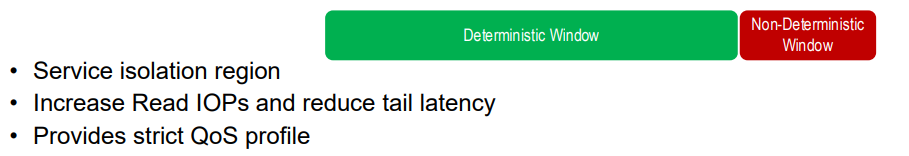 Deterministic Window
Non-Deterministic
Window
• Service isolation region
• Increase Read IOPs and reduce tail latency
• Provides strict QoS profile